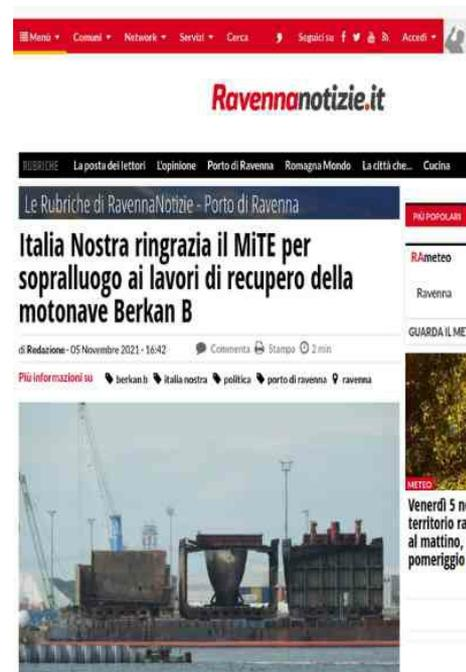 Menù Comuni Network Servizi Cerca Seguici su Accedi
Ravennanotizie.it
RUBRICHE La posta dei lettori L'opinione Porto di Ravenna Romagna Mondo La città che... Cucina
Le Rubriche di RavennaNotizie - Porto di Ravenna
PIÙ POPOLARI
Italia Nostra ringrazia il MiTE per
sopralluogo ai lavori di recupero della
motonave Berkan B
RAmeteo
Ravenna
GUARDA IL ME
di Redazione - 05 Novembre 2021 - 16:42 Commenta Stampa 2 min
Più informazioni su berkan b italia nostra politica porto di ravenna ravenna
METEO
Venerdì 5 n
territorio ra
al mattino,
pomeriggio